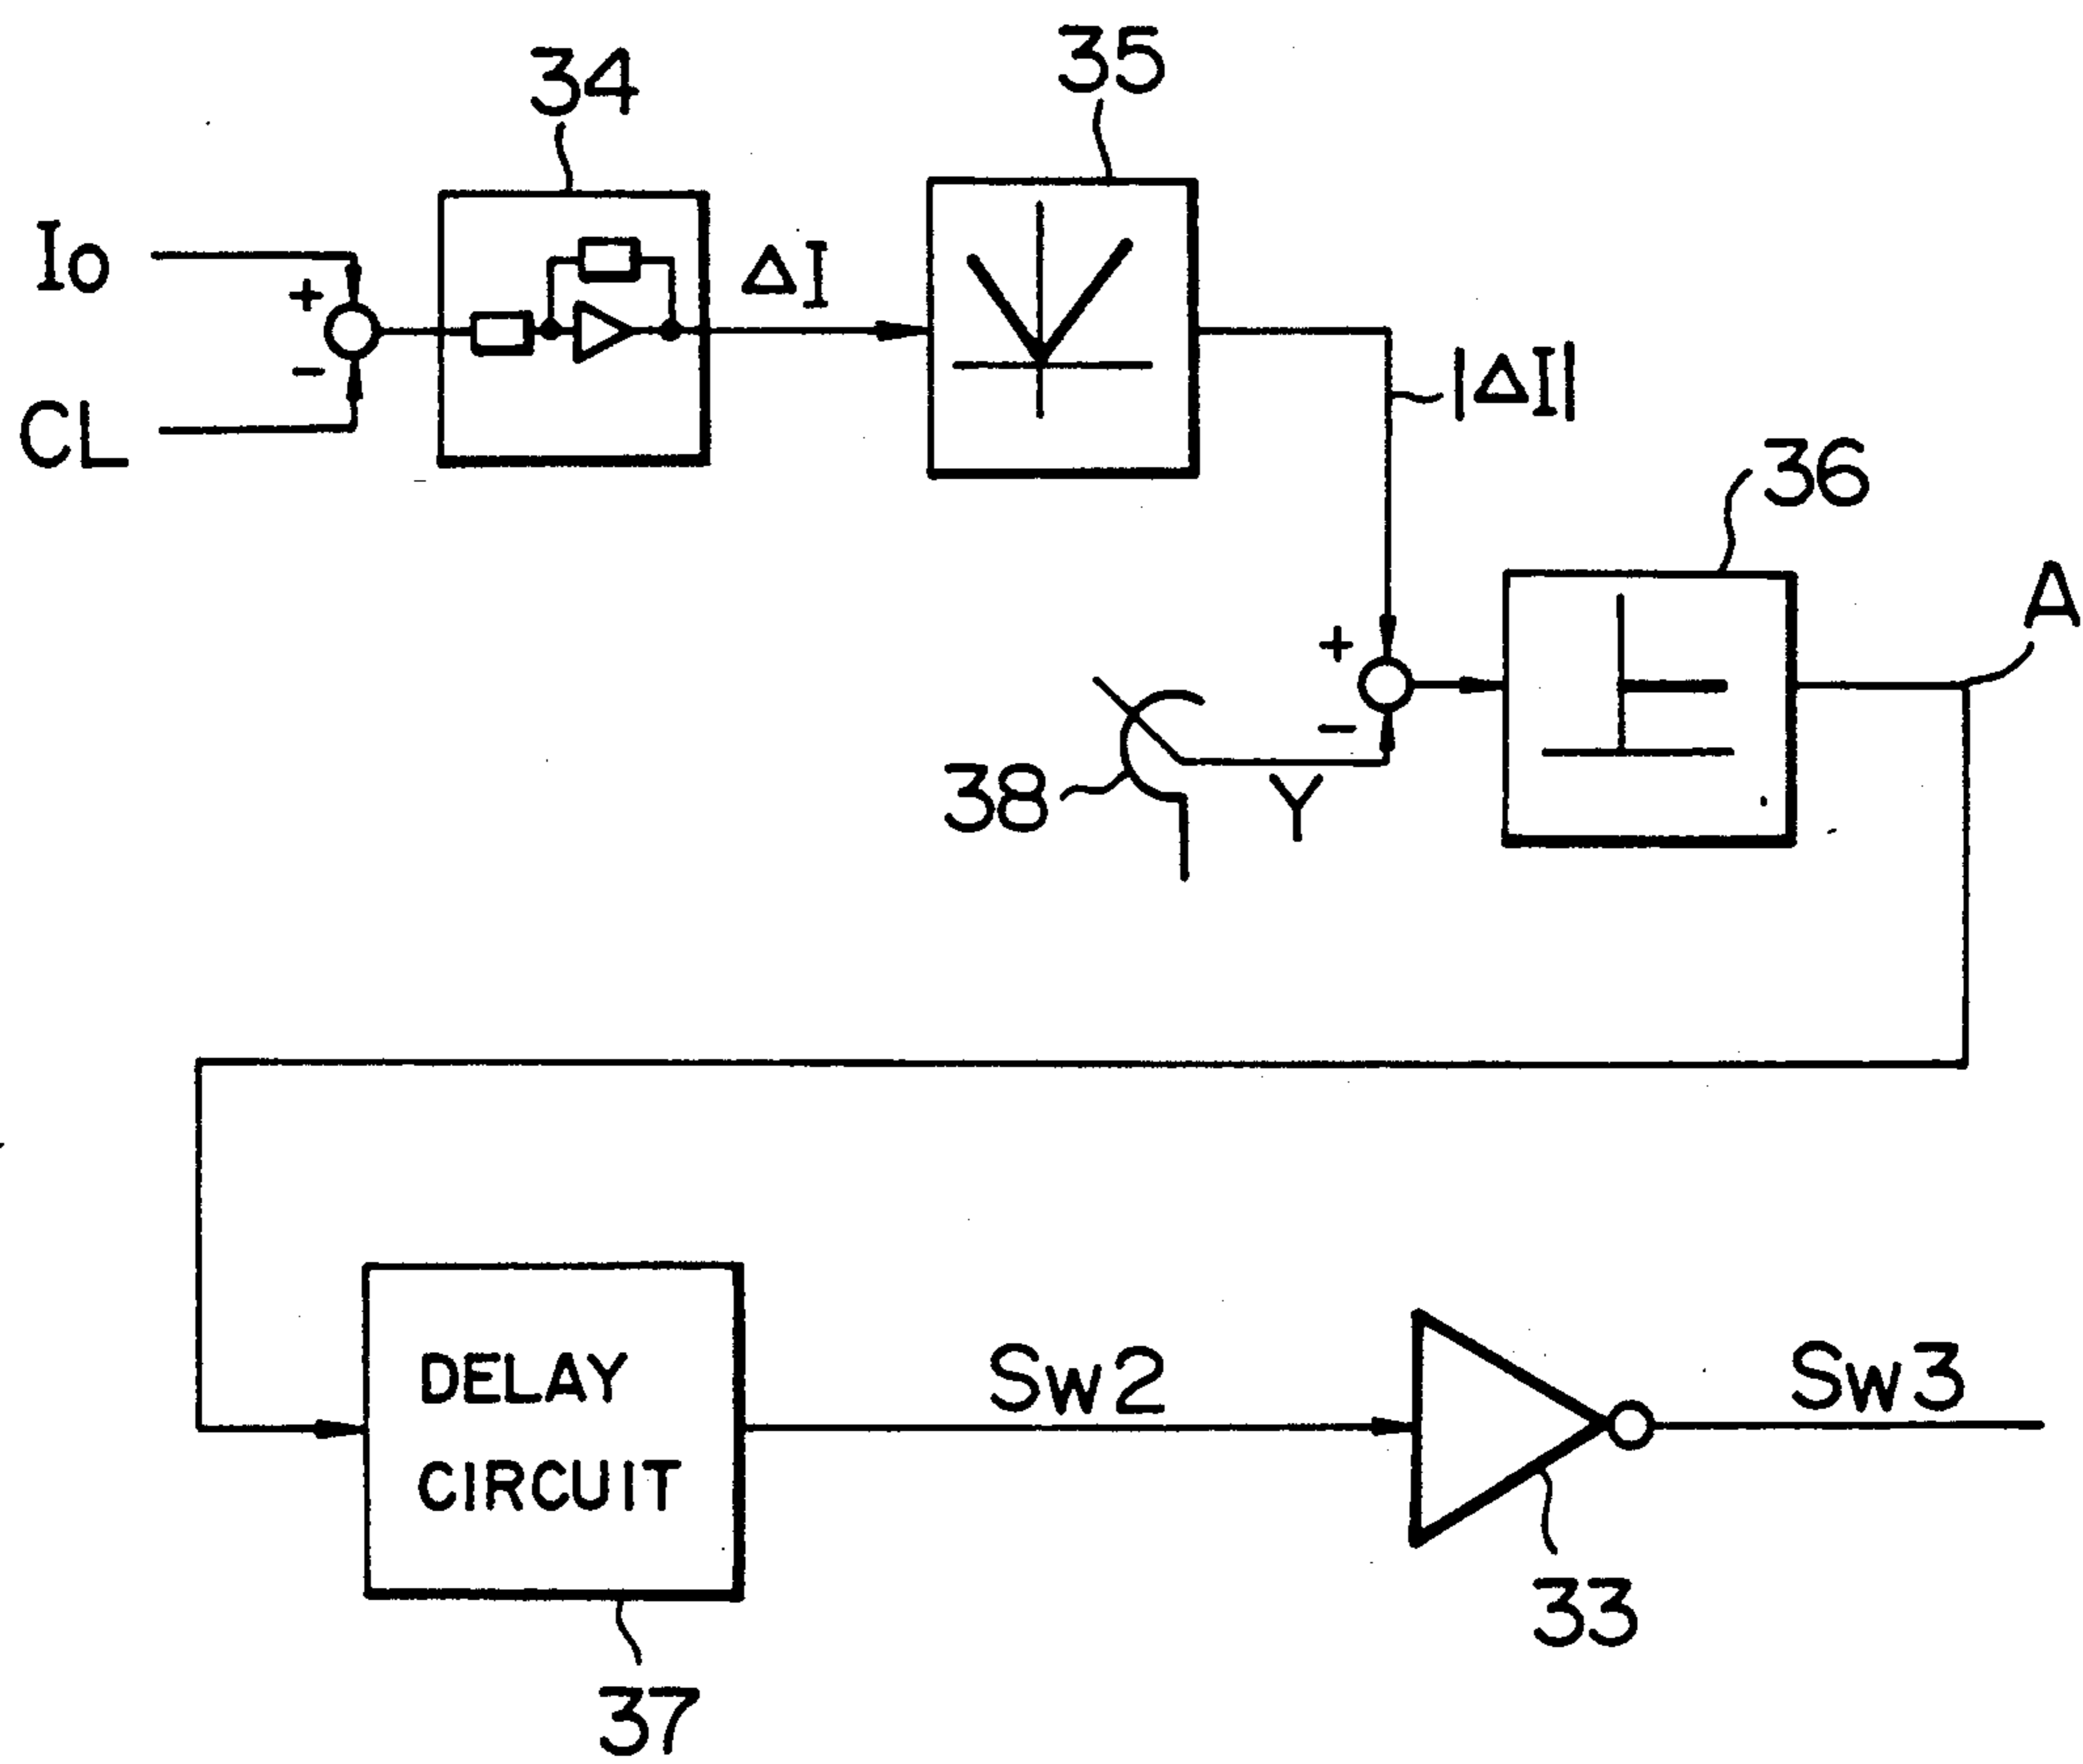 34
35
Io
+
ΔI
-
CL
|ΔI|
36
A
+
-
38
Y
DELAY
CIRCUIT
Sw2
Sw3
33
37